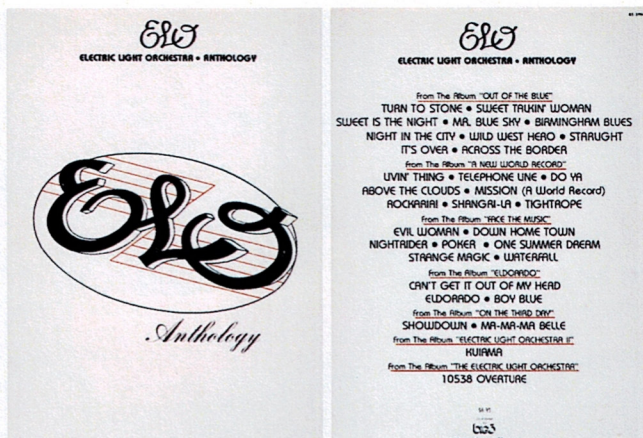 ELO
ELECTRIC LIGHT ORCHESTRA • ANTHOLOGY
ELO
Anthology
ELO
ELECTRIC LIGHT ORCHESTRA • ANTHOLOGY
From The Album "OUT OF THE BLUE"
TURN TO STONE • SWEET TALKIN' WOMAN
SWEET IS THE NIGHT • MR. BLUE SKY • BIRMINGHAM BLUES
NIGHT IN THE CITY • WILD WEST HERO • STARLIGHT
IT'S OVER • ACROSS THE BORDER
From The Album "A NEW WORLD RECORD"
LIVIN' THING • TELEPHONE LINE • DO YA
ABOVE THE CLOUDS • MISSION (A World Record)
ROCKARIA! • SHANGRI-LA • TIGHTROPE
From The Album "FACE THE MUSIC"
EVIL WOMAN • DOWN HOME TOWN
NIGHTRIDER • POKER • ONE SUMMER DREAM
STRANGE MAGIC • WATERFALL
From The Album "ELDORADO"
CAN'T GET IT OUT OF MY HEAD
ELDORADO • BOY BLUE
From The Album "ON THE THIRD DAY"
SHOWDOWN • MA-MA-MA BELLE
From The Album "ELECTRIC LIGHT ORCHESTRA II"
KUIAMA
From The Album "THE ELECTRIC LIGHT ORCHESTRA"
10538 OVERTURE